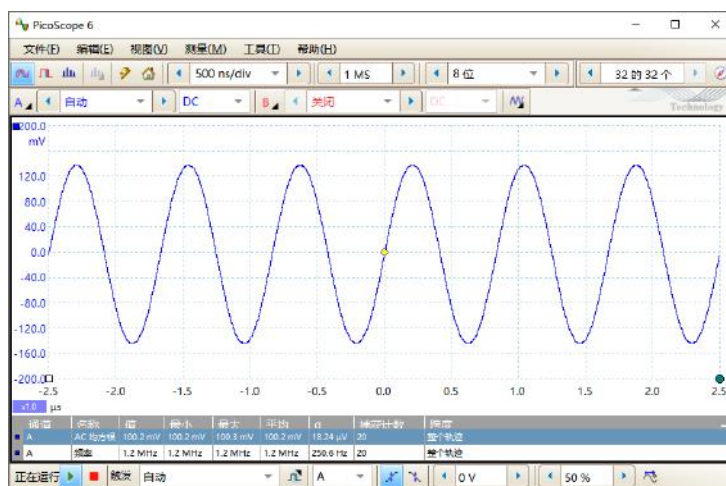 PicoScope 6
文件(F) 编辑(E) 视图(V) 测量(M) 工具(T) 帮助(H)
500 ns/div 1 MS 8 位 32 的 32 个
A 自动 DC B 关闭 DC
Technology
200.0
mV
120.0
80.0
40.0
0.0
-40.0
-80.0
-120.0
-160.0
-200.0
-2.5 -2.0 -1.5 -1.0 -0.5 0.0 0.5 1.0 1.5 2.0 2.5
x1.0 µs
通道 名称 值 最小 最大 平均 σ 捕获计数 跨度
A AC 均方根 100.2 mV 100.2 mV 100.3 mV 100.2 mV 18.24 µV 20 整个轨迹
A 频率 1.2 MHz 1.2 MHz 1.2 MHz 1.2 MHz 250.6 Hz 20 整个轨迹
正在运行 触发 自动 A 0 V 50 %